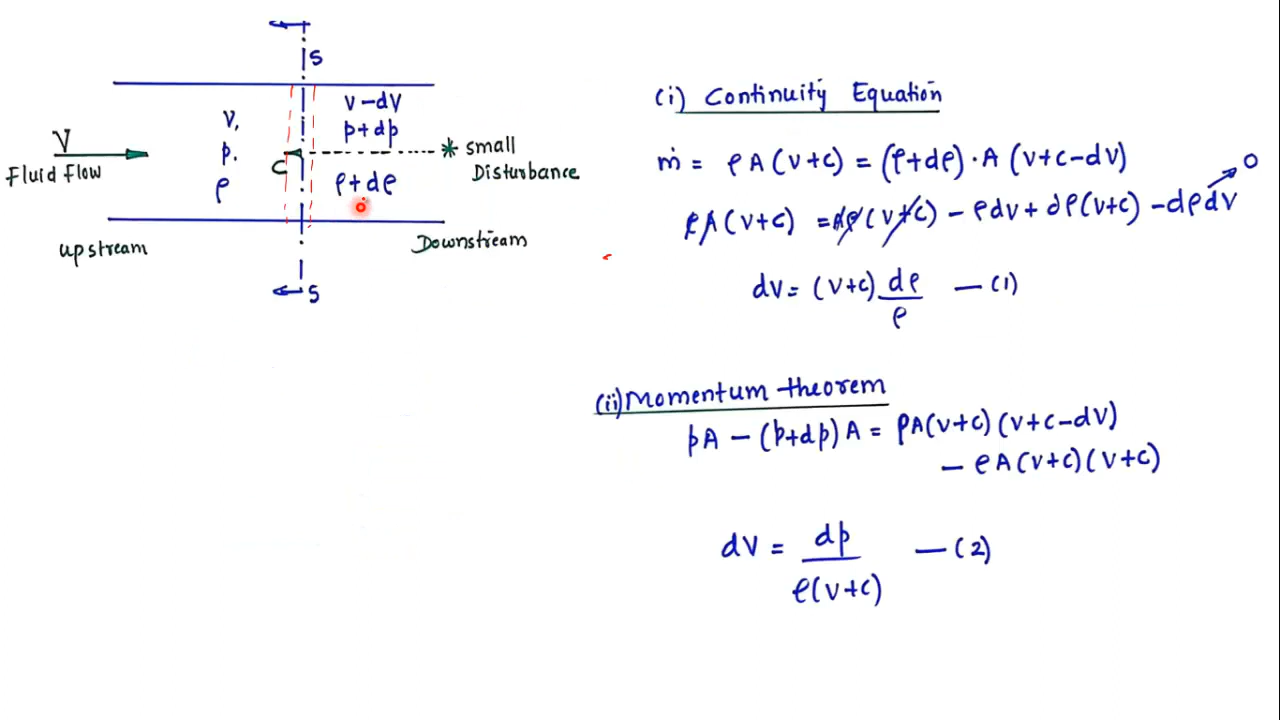 S
V-dV
p+dp
V,
p.
ρ
V
Fluid flow
C
ρ+dρ
* small
Disturbance
upstream
Downstream
S
(i) Continuity Equation
ṁ = ρA(V+C) = (ρ+dρ)·A(V+C-dV)
ρA(V+C) = Aρ(V+C) - ρdV + dρ(V+C) - dρdV → 0
dV = (V+C) dρ/ρ — (1)
(ii) Momentum theorem
pA - (p+dp)A = ρA(V+C)(V+C-dV)
- ρA(V+C)(V+C)
dV = dp/ρ(V+C) — (2)